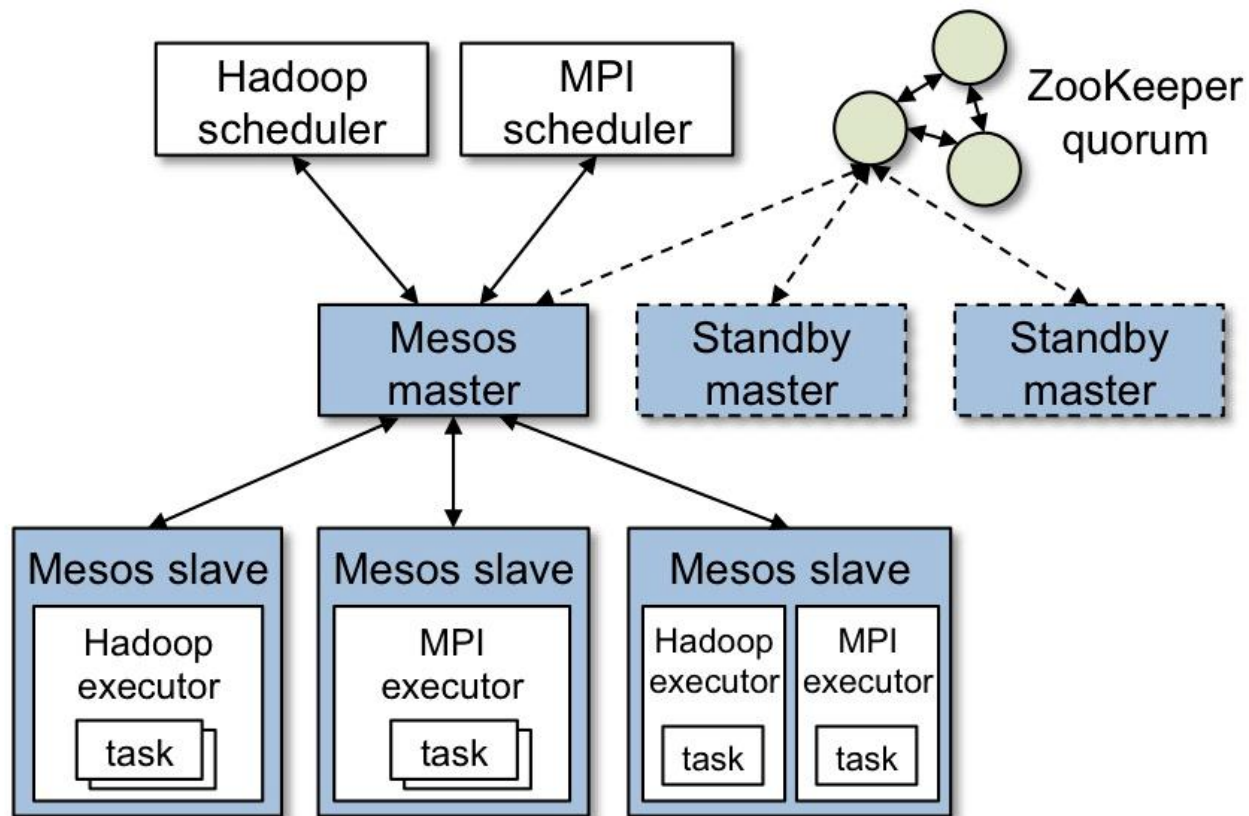 Hadoop
scheduler
MPI
scheduler
ZooKeeper
quorum
Mesos
master
Standby
master
Standby
master
Mesos slave
Hadoop
executor
task
Mesos slave
MPI
executor
task
Mesos slave
Hadoop
executor
task
MPI
executor
task